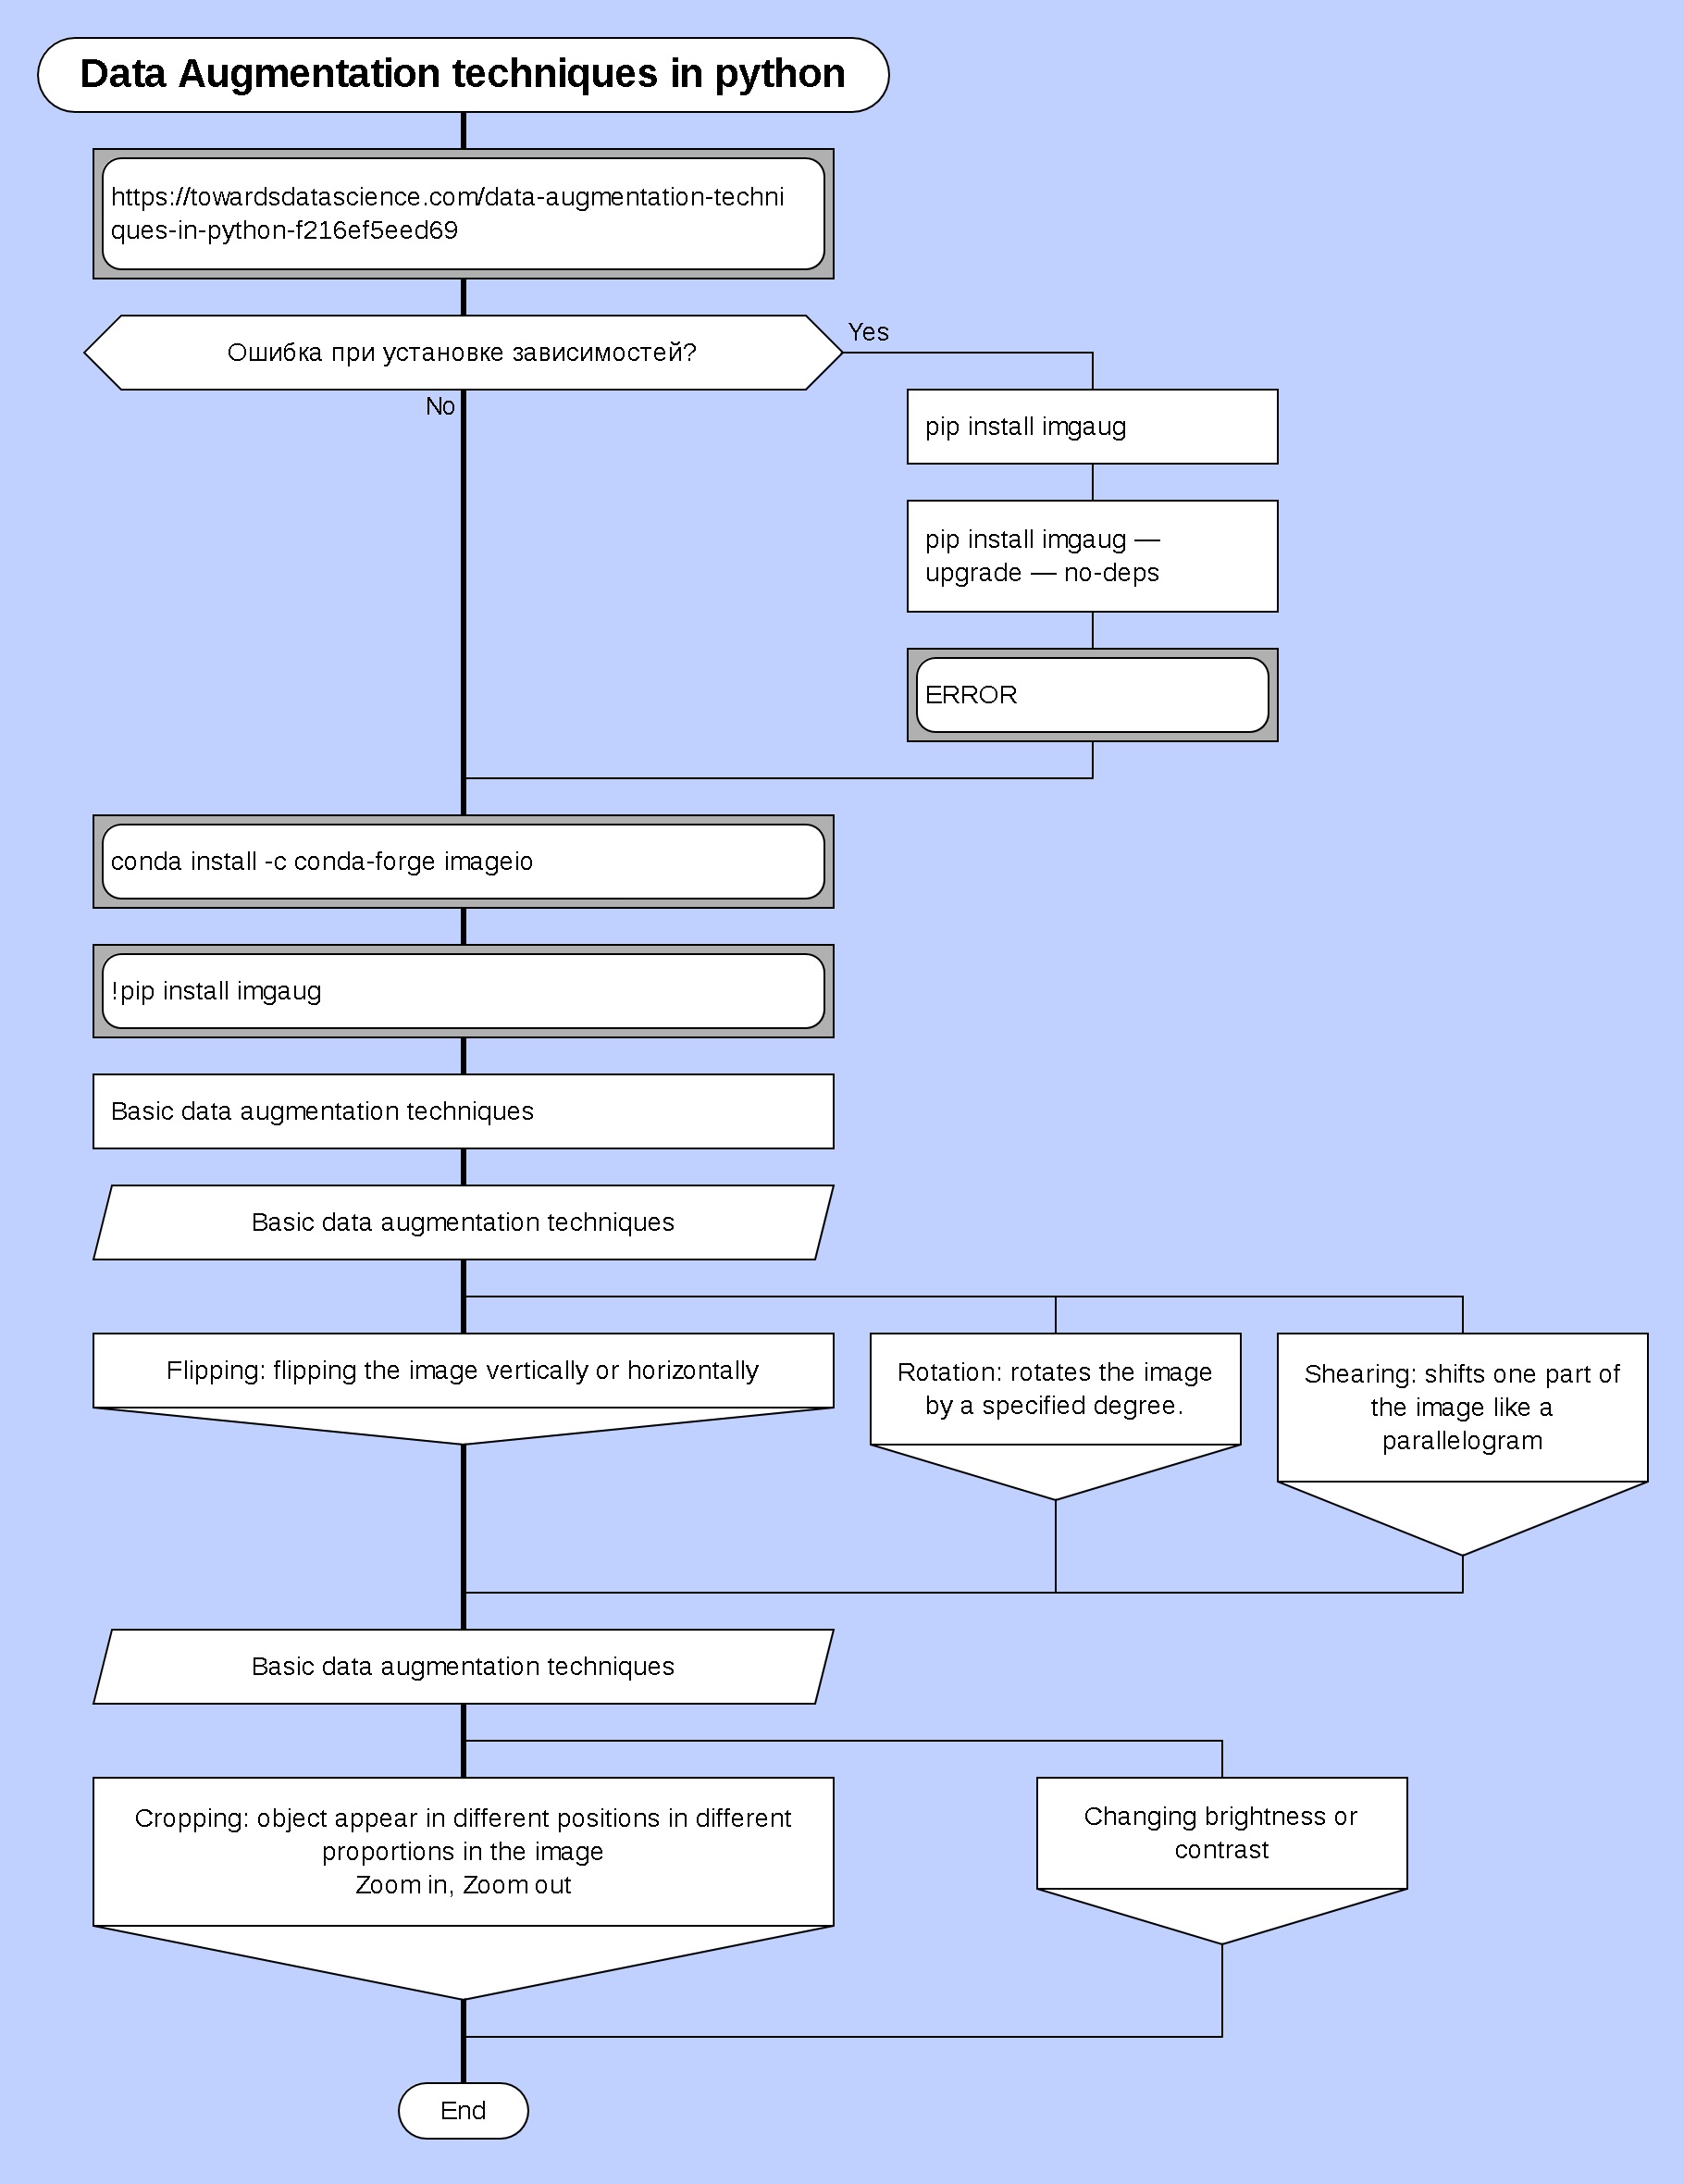 Data Augmentation techniques in python
https://towardsdatascience.com/data-augmentation-techni
ques-in-python-f216ef5eed69
Ошибка при установке зависимостей?
Yes
No
pip install imgaug
pip install imgaug —
upgrade — no-deps
ERROR
conda install -c conda-forge imageio
!pip install imgaug
Basic data augmentation techniques
Basic data augmentation techniques
Flipping: flipping the image vertically or horizontally
Rotation: rotates the image
by a specified degree.
Shearing: shifts one part of
the image like a
parallelogram
Basic data augmentation techniques
Cropping: object appear in different positions in different
proportions in the image
Zoom in, Zoom out
Changing brightness or
contrast
End